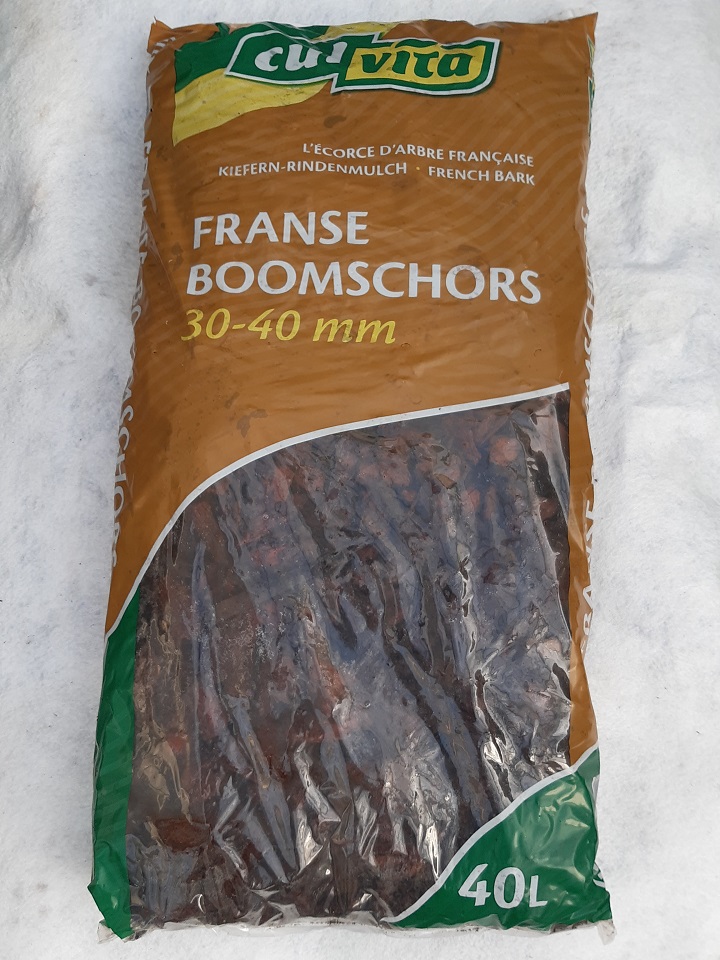 culvita
L'ÉCORCE D'ARBRE FRANÇAISE
KIEFERN-RINDENMULCH · FRENCH BARK
FRANSE
BOOMSCHORS
30-40 mm
40L